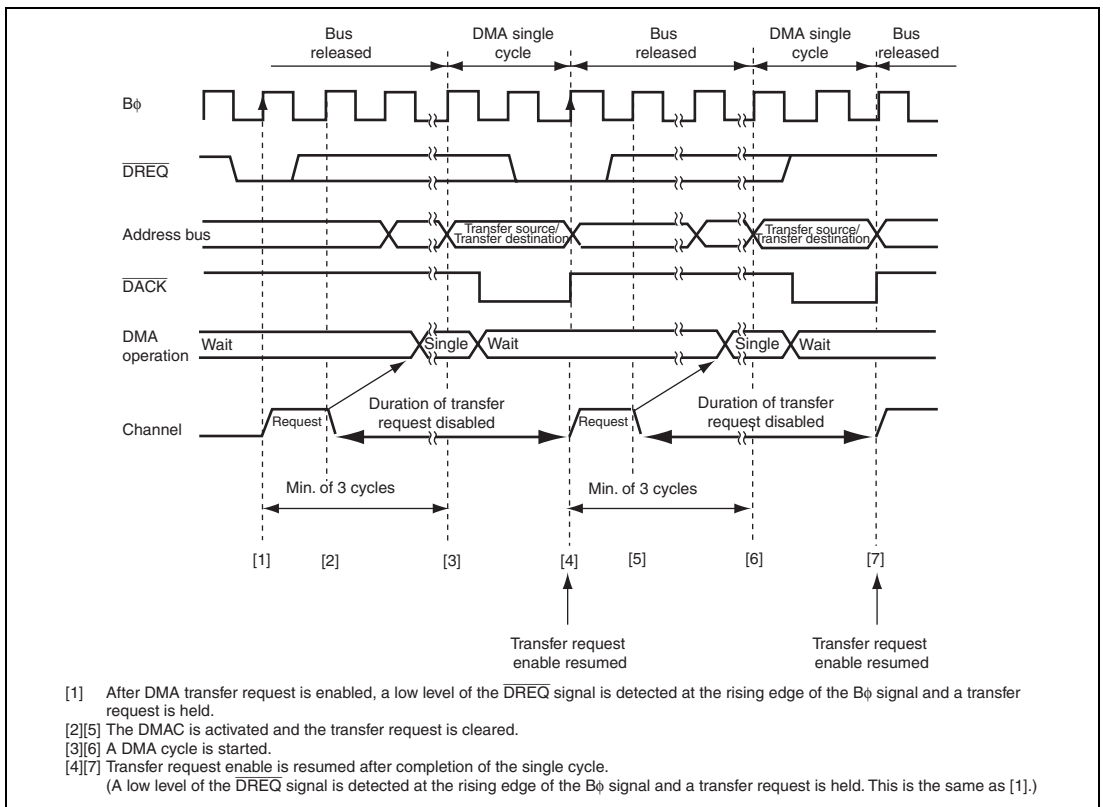 Bus released
DMA single cycle
Bus released
DMA single cycle
Bus released
Bφ
DREQ
Address bus
Transfer source/
Transfer destination
Transfer source/
Transfer destination
DACK
DMA operation
Wait
Single
Wait
Single
Wait
Channel
Request
Duration of transfer request disabled
Request
Duration of transfer request disabled
Min. of 3 cycles
Min. of 3 cycles
[1]
[2]
[3]
[4]
[5]
[6]
[7]
Transfer request enable resumed
Transfer request enable resumed
[1] After DMA transfer request is enabled, a low level of the DREQ signal is detected at the rising edge of the Bφ signal and a transfer
request is held.
[2][5] The DMAC is activated and the transfer request is cleared.
[3][6] A DMA cycle is started.
[4][7] Transfer request enable is resumed after completion of the single cycle.
(A low level of the DREQ signal is detected at the rising edge of the Bφ signal and a transfer request is held. This is the same as [1].)